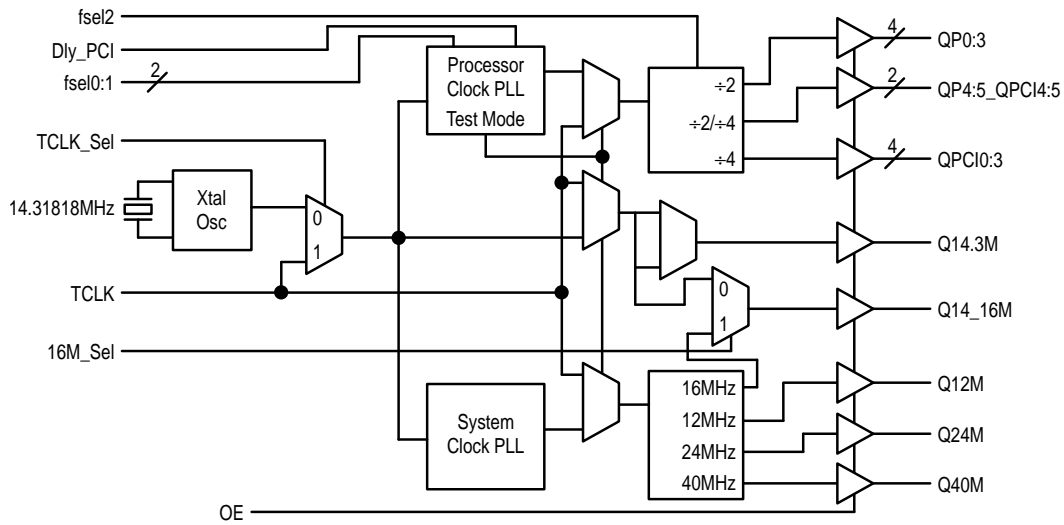 fsel2
Dly_PCI
fsel0:1
2
TCLK_Sel
14.31818MHz
Xtal
Osc
0
1
TCLK
16M_Sel
OE
Processor
Clock PLL
Test Mode
System
Clock PLL
÷2
÷2/÷4
÷4
0
1
16MHz
12MHz
24MHz
40MHz
4
QP0:3
2
QP4:5_QPCI4:5
4
QPCI0:3
Q14.3M
Q14_16M
Q12M
Q24M
Q40M